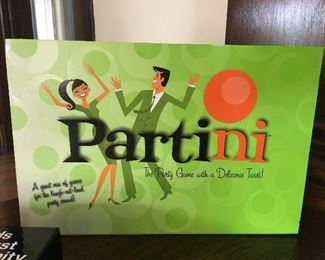 Partini
The Party Game with a Delicious Twist!
A great mix of games
for the laugh-out-loud
party crowd!